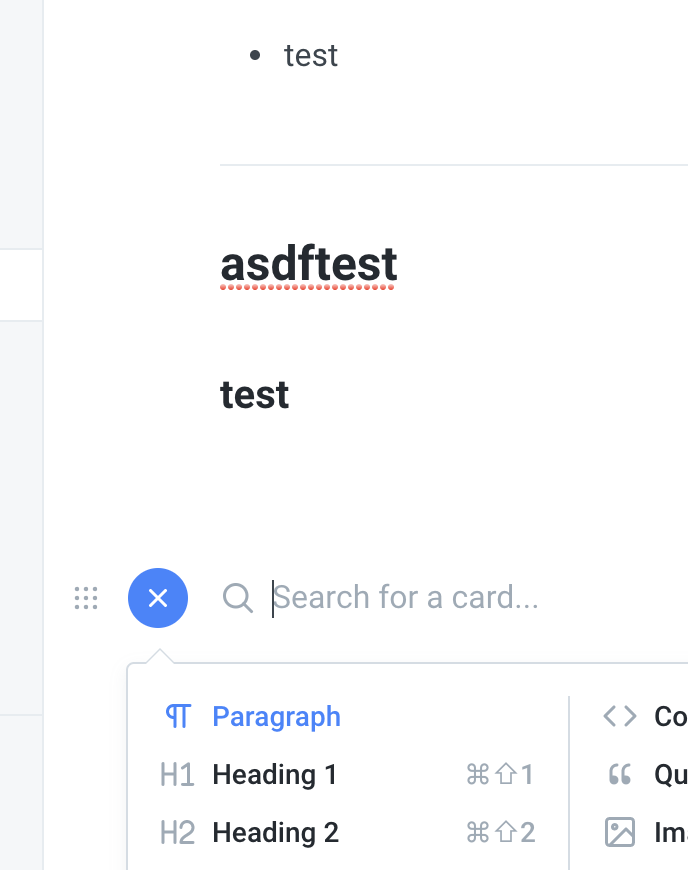 test
asdftest
test
Search for a card...
Paragraph
H1 Heading 1 ⌘⇧1
H2 Heading 2 ⌘⇧2
Co
Qu
Im